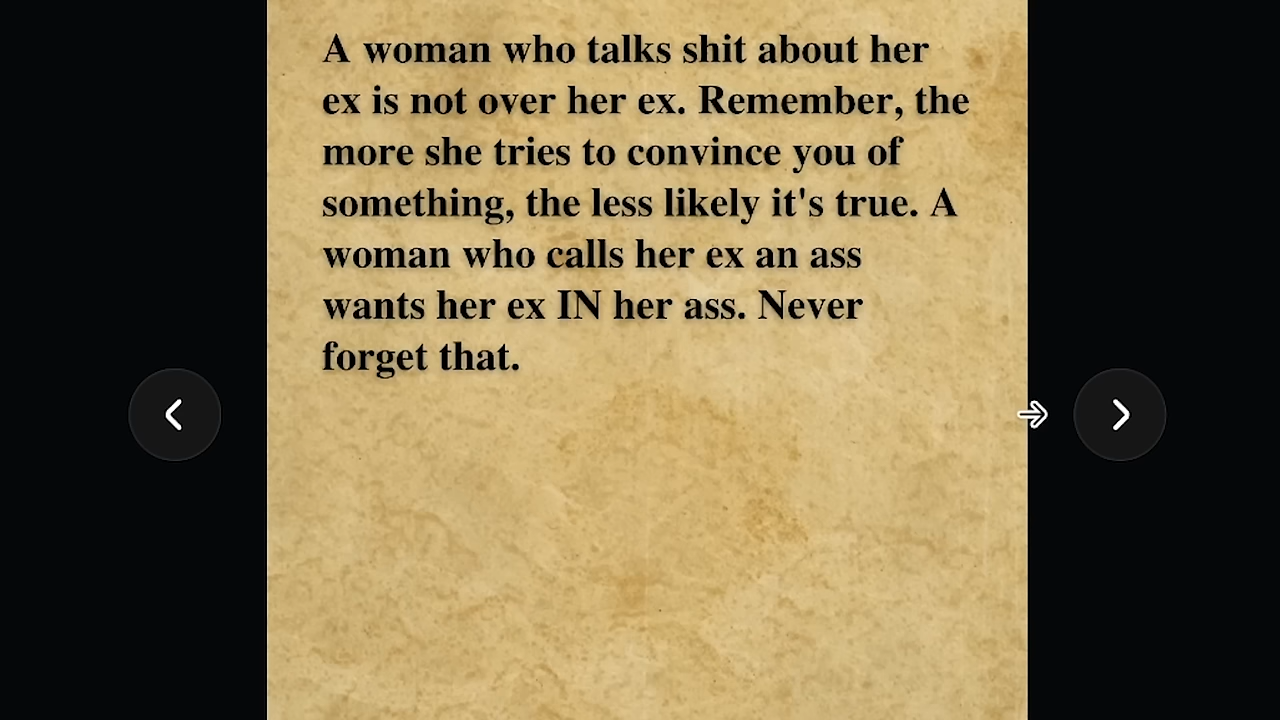 A woman who talks shit about her
ex is not over her ex. Remember, the
more she tries to convince you of
something, the less likely it's true. A
woman who calls her ex an ass
wants her ex IN her ass. Never
forget that.